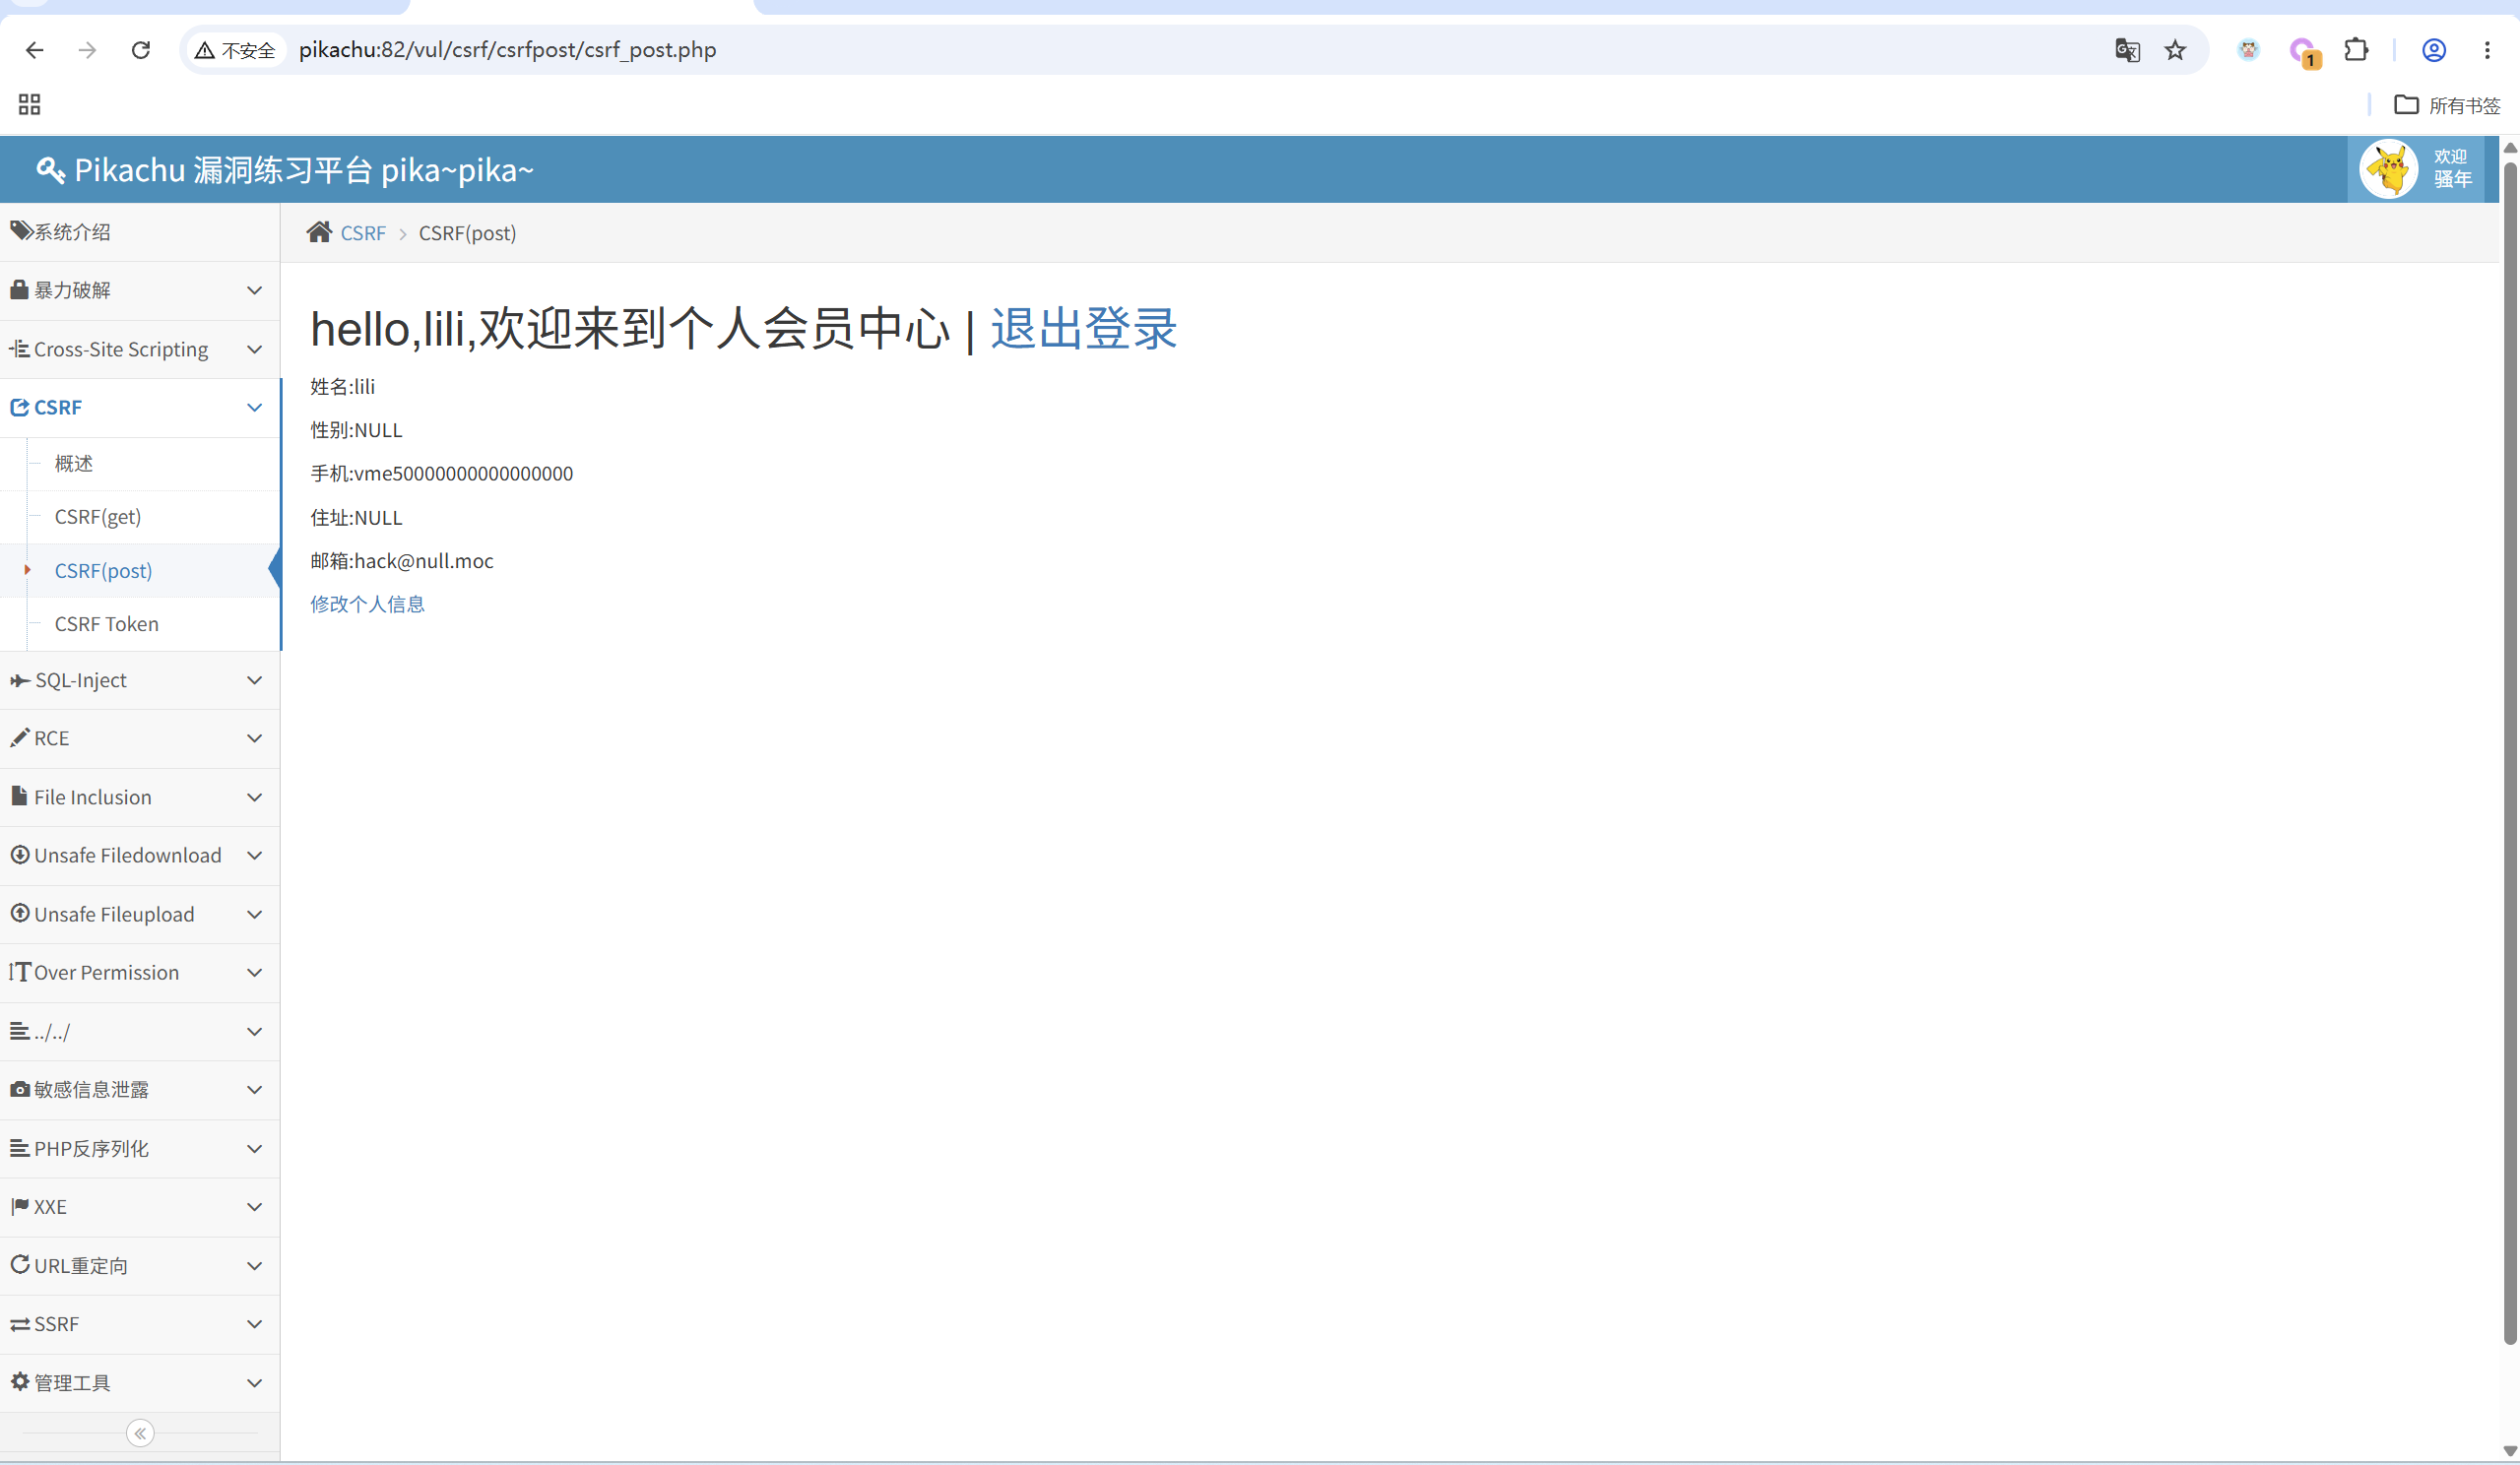 不安全 pikachu:82/vul/csrf/csrfpost/csrf_post.php
1
所有书签
Pikachu 漏洞练习平台 pika~pika~
欢迎
骚年
系统介绍
CSRF > CSRF(post)
暴力破解
Cross-Site Scripting
CSRF
概述
CSRF(get)
CSRF(post)
CSRF Token
SQL-Inject
RCE
File Inclusion
Unsafe Filedownload
Unsafe Fileupload
Over Permission
../../
敏感信息泄露
PHP反序列化
XXE
URL重定向
SSRF
管理工具
hello,lili,欢迎来到个人会员中心 | 退出登录
姓名:lili
性别:NULL
手机:vme50000000000000000
住址:NULL
邮箱:hack@null.moc
修改个人信息